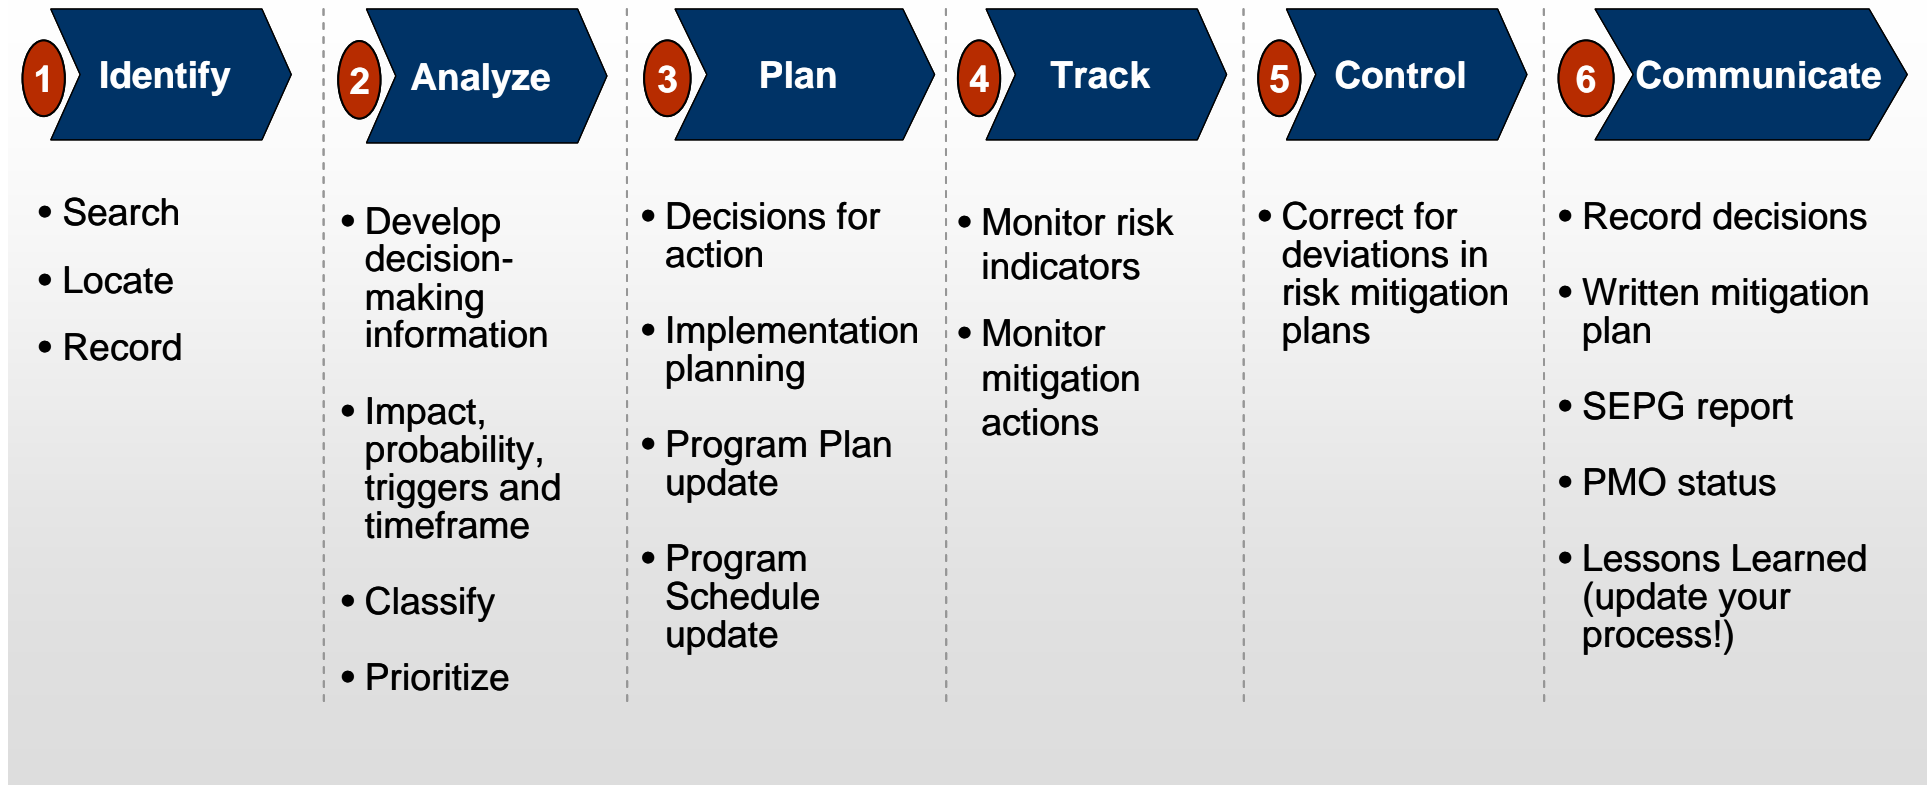 1 Identify
• Search
• Locate
• Record
2 Analyze
• Develop
decision-
making
information
• Impact,
probability,
triggers and
timeframe
• Classify
• Prioritize
3 Plan
• Decisions for
action
• Implementation
planning
• Program Plan
update
• Program
Schedule
update
4 Track
• Monitor risk
indicators
• Monitor
mitigation
actions
5 Control
• Correct for
deviations in
risk mitigation
plans
6 Communicate
• Record decisions
• Written mitigation
plan
• SEPG report
• PMO status
• Lessons Learned
(update your
process!)